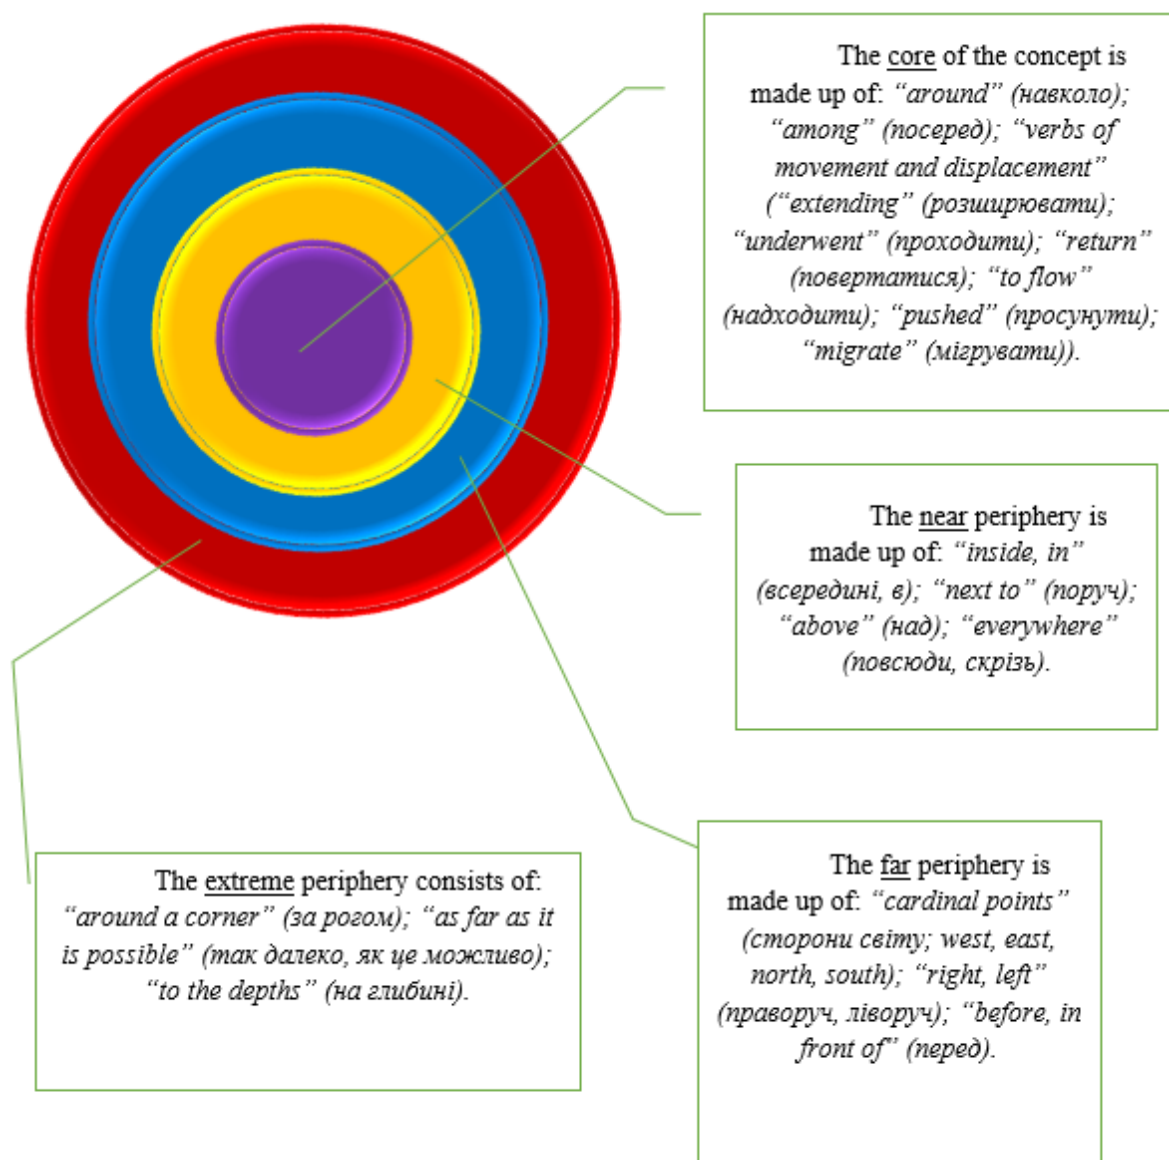 The core of the concept is
made up of: “around” (навколо);
“among” (посеред); “verbs of
movement and displacement”
(“extending” (розширювати);
“underwent” (проходити); “return”
(повертатися); “to flow”
(надходити); “pushed” (просунути);
“migrate” (мігрувати)).
The near periphery is
made up of: “inside, in”
(всередині, в); “next to” (поруч);
“above” (над); “everywhere”
(повсюди, скрізь).
The far periphery is
made up of: “cardinal points”
(сторони світу; west, east,
north, south); “right, left”
(праворуч, ліворуч); “before, in
front of” (перед).
The extreme periphery consists of:
“around a corner” (за рогом); “as far as it
is possible” (так далеко, як це можливо);
“to the depths” (на глибині).